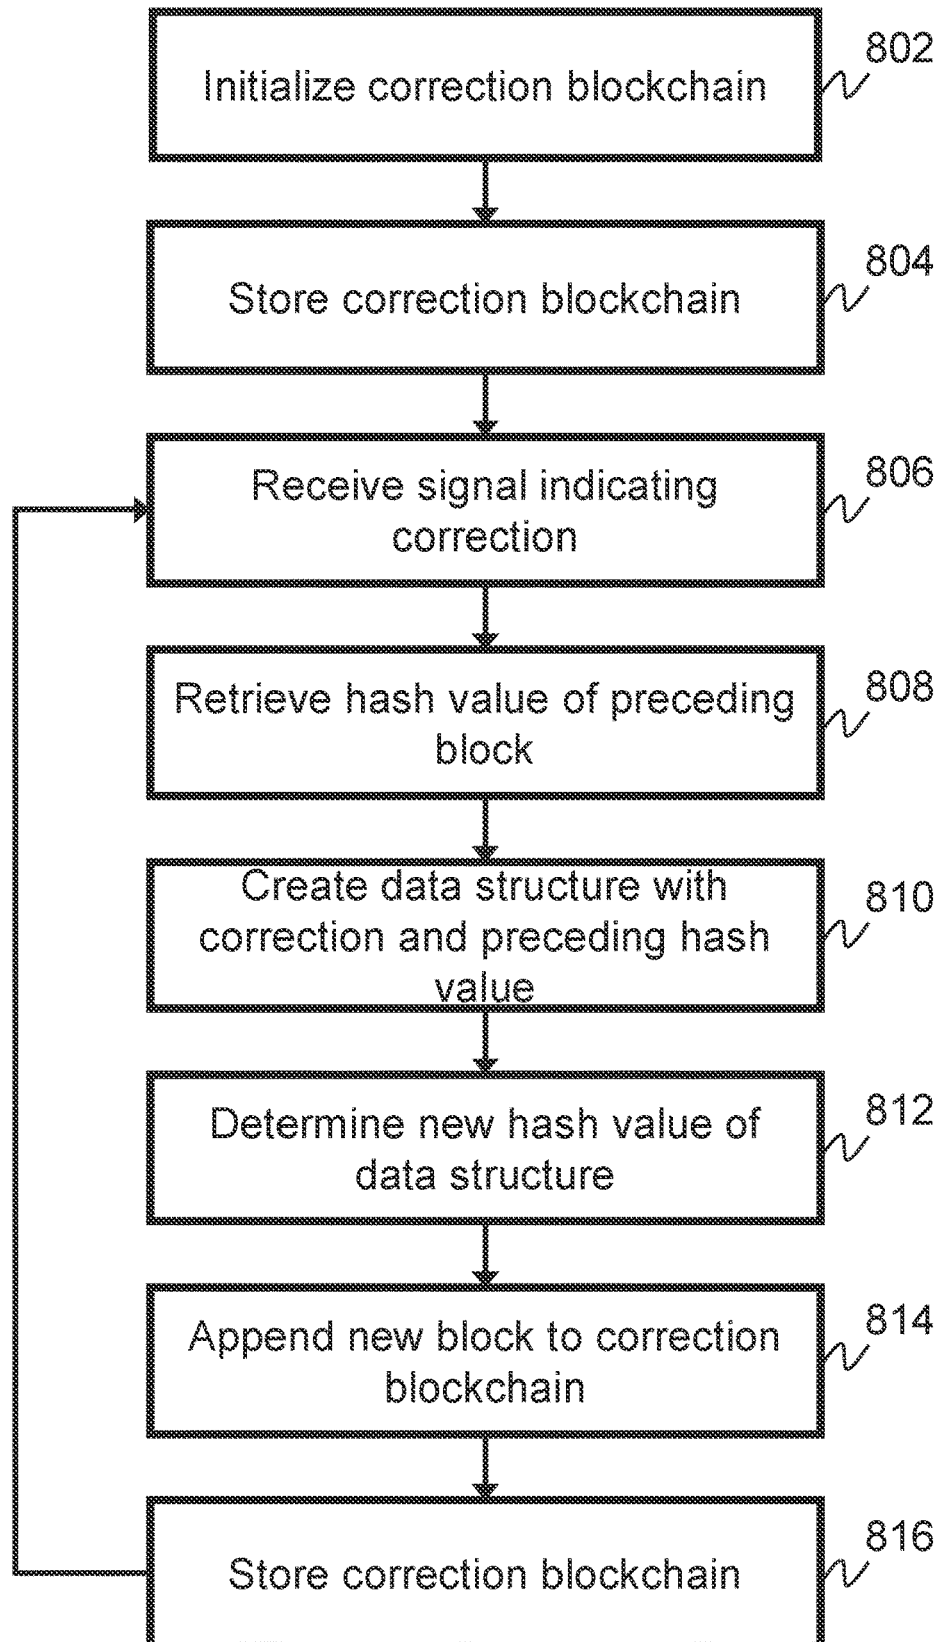 802
Initialize correction blockchain
804
Store correction blockchain
806
Receive signal indicating
correction
808
Retrieve hash value of preceding
block
810
Create data structure with
correction and preceding hash
value
812
Determine new hash value of
data structure
814
Append new block to correction
blockchain
816
Store correction blockchain